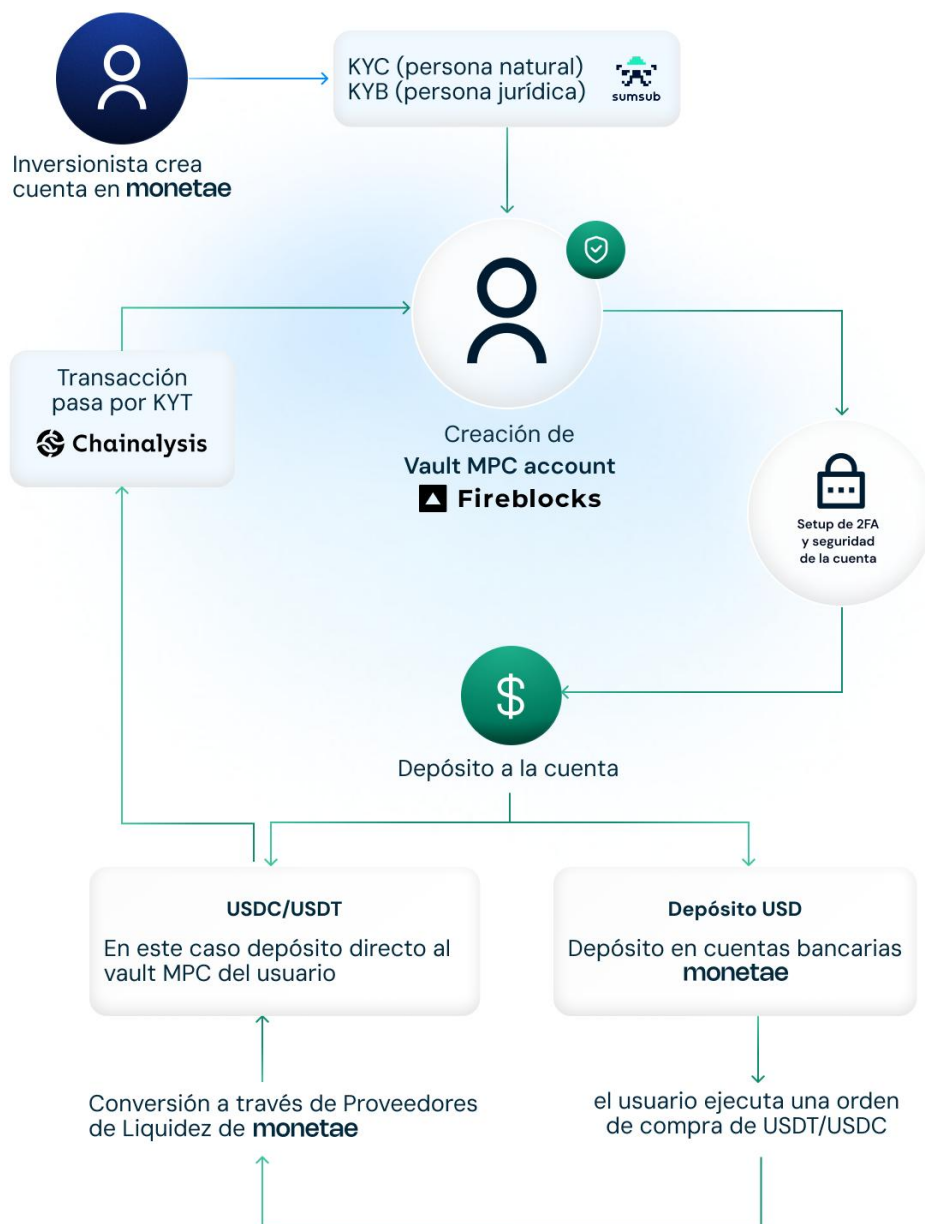 KYC (persona natural)
KYB (persona jurídica)
sumsub
Inversionista crea
cuenta en monetae
Transacción
pasa por KYT
Chainalysis
Creación de
Vault MPC account
Fireblocks
Setup de 2FA
y seguridad
de la cuenta
$
Depósito a la cuenta
USDC/USDT
En este caso depósito directo al
vault MPC del usuario
Depósito USD
Depósito en cuentas bancarias
monetae
Conversión a través de Proveedores
de Liquidez de monetae
el usuario ejecuta una orden
de compra de USDT/USDC